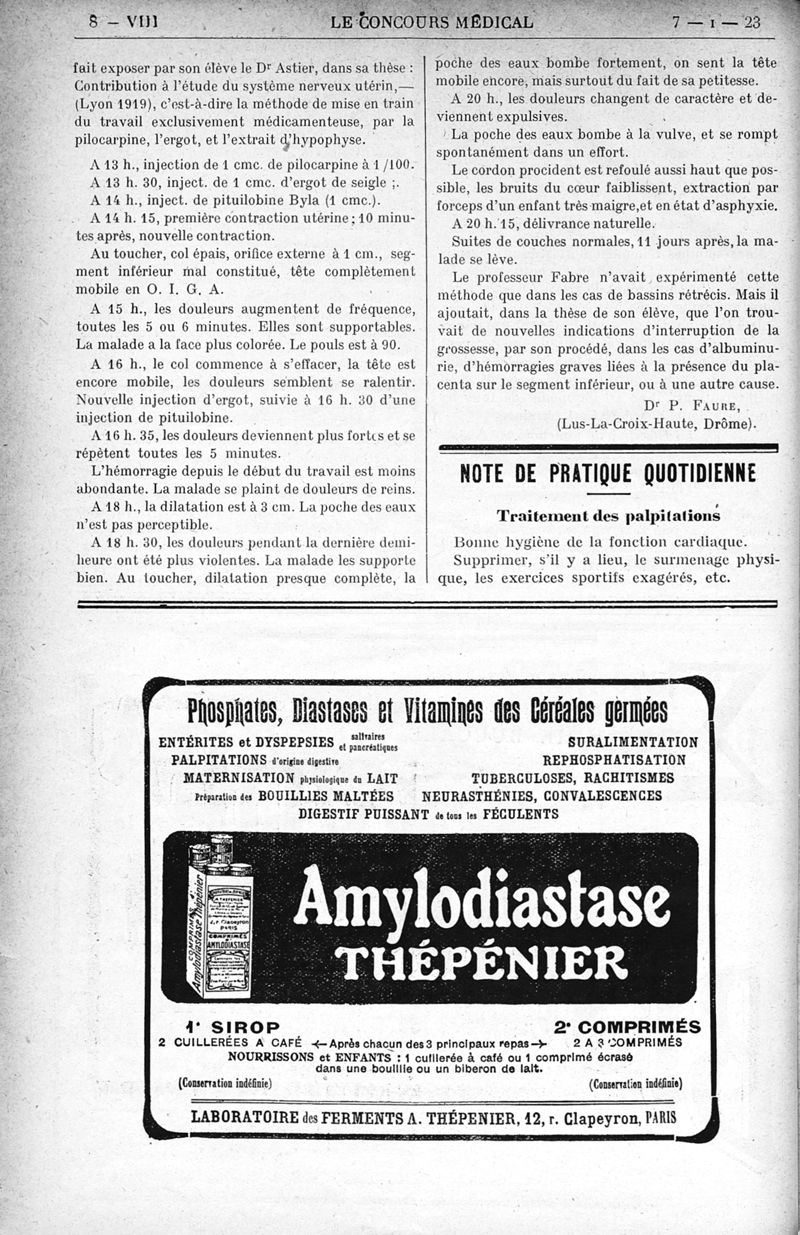 8 — VIII LE CONCOURS MÉDICAL 7 — I — 23
fait exposer par son élève le Dr Astier, dans sa thèse :
Contribution à l'étude du système nerveux utérin,—
(Lyon 1919), c'est-à-dire la méthode de mise en train
du travail exclusivement médicamenteuse, par la
pilocarpine, l'ergot, et l'extrait d'hypophyse.
A 13 h., injection de 1 cmc. de pilocarpine à 1/100.
A 13 h. 30, inject. de 1 cmc. d'ergot de seigle ;.
A 14 h., inject. de pituilobine Byla (1 cmc.).
A 14 h. 15, première contraction utérine ; 10 minu-
tes après, nouvelle contraction.
Au toucher, col épais, orifice externe à 1 cm., seg-
ment inférieur mal constitué, tête complètement
mobile en O. I. G. A.
A 15 h., les douleurs augmentent de fréquence,
toutes les 5 ou 6 minutes. Elles sont supportables.
La malade a la face plus colorée. Le pouls est à 90.
A 16 h., le col commence à s'effacer, la tête est
encore mobile, les douleurs semblent se ralentir.
Nouvelle injection d'ergot, suivie à 16 h. 30 d'une
injection de pituilobine.
A 16 h. 35, les douleurs deviennent plus fortes et se
répètent toutes les 5 minutes.
L'hémorragie depuis le début du travail est moins
abondante. La malade se plaint de douleurs de reins.
A 18 h., la dilatation est à 3 cm. La poche des eaux
n'est pas perceptible.
A 18 h. 30, les douleurs pendant la dernière demi-
heure ont été plus violentes. La malade les supporte
bien. Au toucher, dilatation presque complète, la
poche des eaux bombe fortement, on sent la tête
mobile encore, mais surtout du fait de sa petitesse.
A 20 h., les douleurs changent de caractère et de-
viennent expulsives.
La poche des eaux bombe à la vulve, et se rompt
spontanément dans un effort.
Le cordon procident est refoulé aussi haut que pos-
sible, les bruits du cœur faiblissent, extraction par
forceps d'un enfant très maigre, et en état d'asphyxie.
A 20 h. 15, délivrance naturelle.
Suites de couches normales, 11 jours après, la ma-
lade se lève.
Le professeur Fabre n'avait expérimenté cette
méthode que dans les cas de bassins rétrécis. Mais il
ajoutait, dans la thèse de son élève, que l'on trou-
vait de nouvelles indications d'interruption de la
grossesse, par son procédé, dans les cas d'albuminu-
rie, d'hémorragies graves liées à la présence du pla-
centa sur le segment inférieur, ou à une autre cause.
Dr P. FAURE,
(Lus-La-Croix-Haute, Drôme).
NOTE DE PRATIQUE QUOTIDIENNE
Traitement des palpitations
Bonne hygiène de la fonction cardiaque.
Supprimer, s'il y a lieu, le surmenage physi-
que, les exercices sportifs exagérés, etc.
Phosphates, Diastases et Vitamines des Céréales germées
ENTÉRITES et DYSPEPSIES salivaires et pancréatiques
PALPITATIONS d'origine digestive
MATERNISATION physiologique du LAIT
Préparation des BOUILLIES MALTÉES
SURALIMENTATION
REPHOSPHATISATION
TUBERCULOSES, RACHITISMES
NEURASTHÉNIES, CONVALESCENCES
DIGESTIF PUISSANT de tous les FÉCULENTS
COMPRIMÉS
Amylodiastase Thépénier
A. THÉPÉNIER
r. Clapeyron
PARIS
COMPRIMÉS
AMYLODIASTASE
Amylodiastase
THÉPÉNIER
1° SIROP 2° COMPRIMÉS
2 CUILLERÉES A CAFÉ <—Après chacun des 3 principaux repas—> 2 A 3 COMPRIMÉS
NOURRISSONS et ENFANTS : 1 cuillerée à café ou 1 comprimé écrasé
dans une bouillie ou un biberon de lait.
(Conservation indéfinie) (Conservation indéfinie)
LABORATOIRE des FERMENTS A. THÉPÉNIER, 12, r. Clapeyron, PARIS